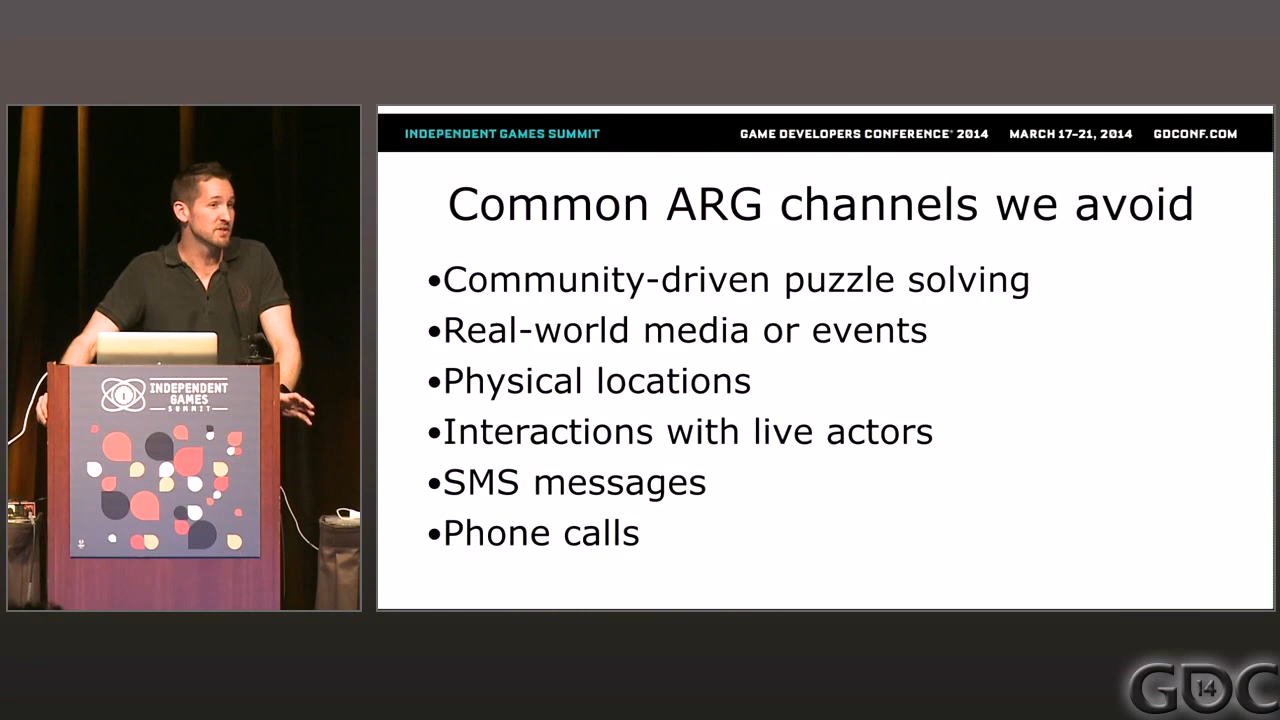 INDEPENDENT GAMES SUMMIT
GAME DEVELOPERS CONFERENCE® 2014 MARCH 17–21, 2014 GDCONF.COM
Common ARG channels we avoid
•Community-driven puzzle solving
•Real-world media or events
•Physical locations
•Interactions with live actors
•SMS messages
•Phone calls
INDEPENDENT
GAMES
SUMMIT
GDC
14